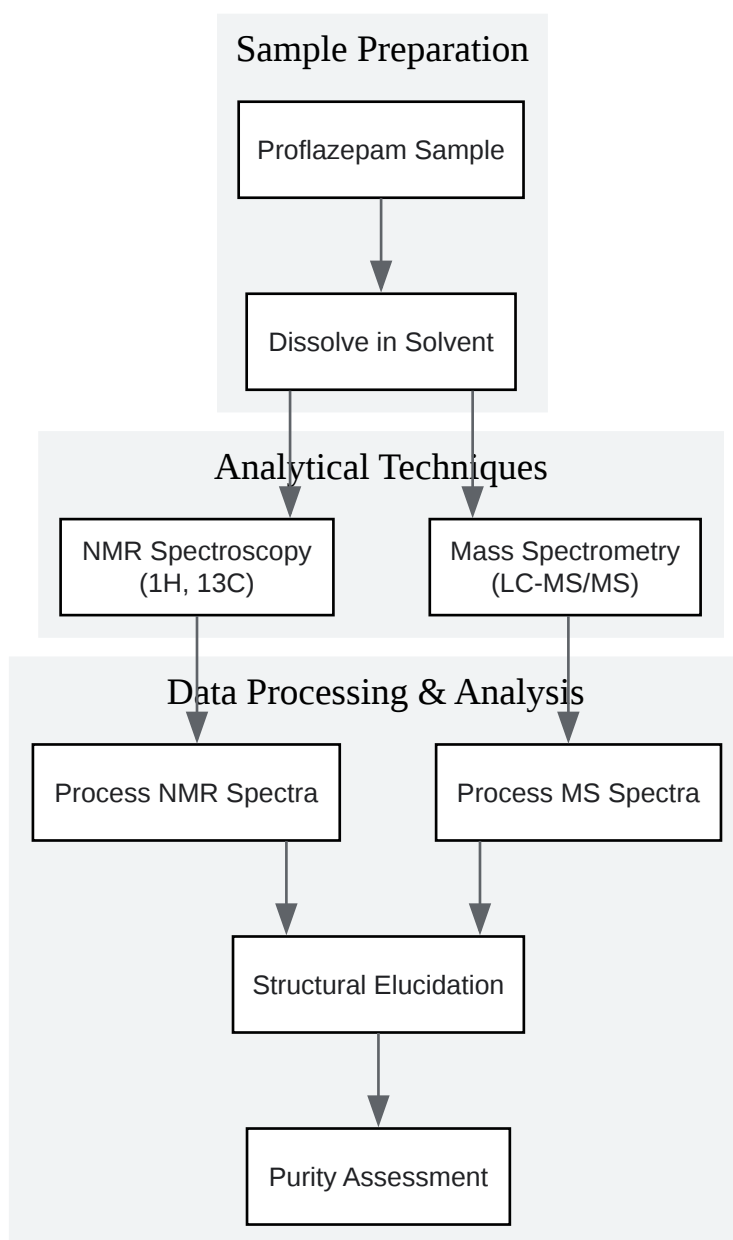 Sample Preparation
Proflazepam Sample
Dissolve in Solvent
Analytical Techniques
NMR Spectroscopy
(1H, 13C)
Mass Spectrometry
(LC-MS/MS)
Data Processing & Analysis
Process NMR Spectra
Process MS Spectra
Structural Elucidation
Purity Assessment